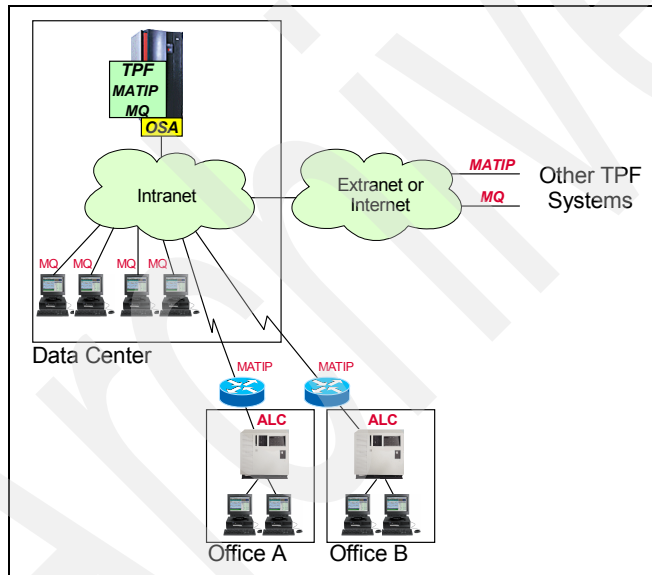 TPF
MATIP
MQ
OSA
Intranet
Extranet or
Internet
MATIP
MQ
Other TPF
Systems
MQ
MQ
MQ
MQ
Data Center
MATIP
MATIP
ALC
ALC
Office A
Office B
Archive